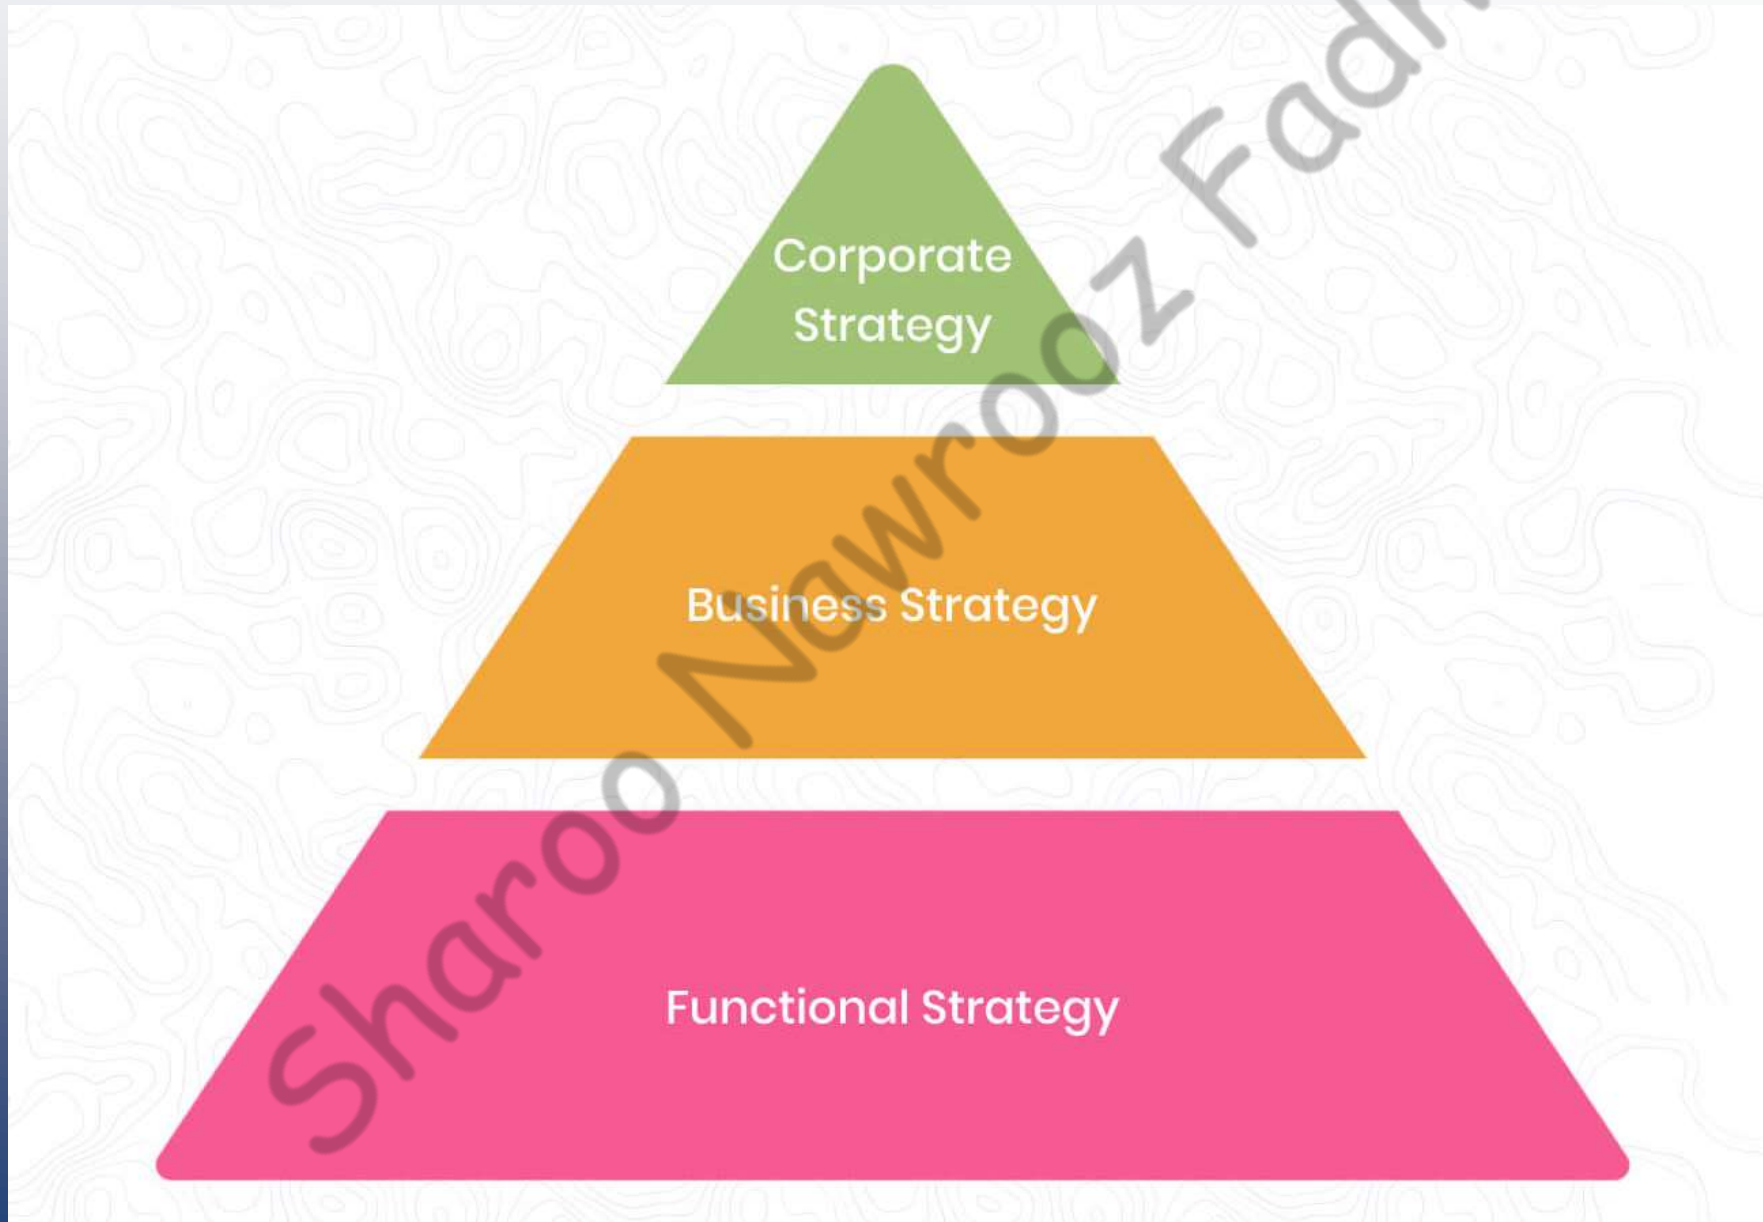 Corporate
Strategy
Business Strategy
Functional Strategy
Sharoo Nawrooz